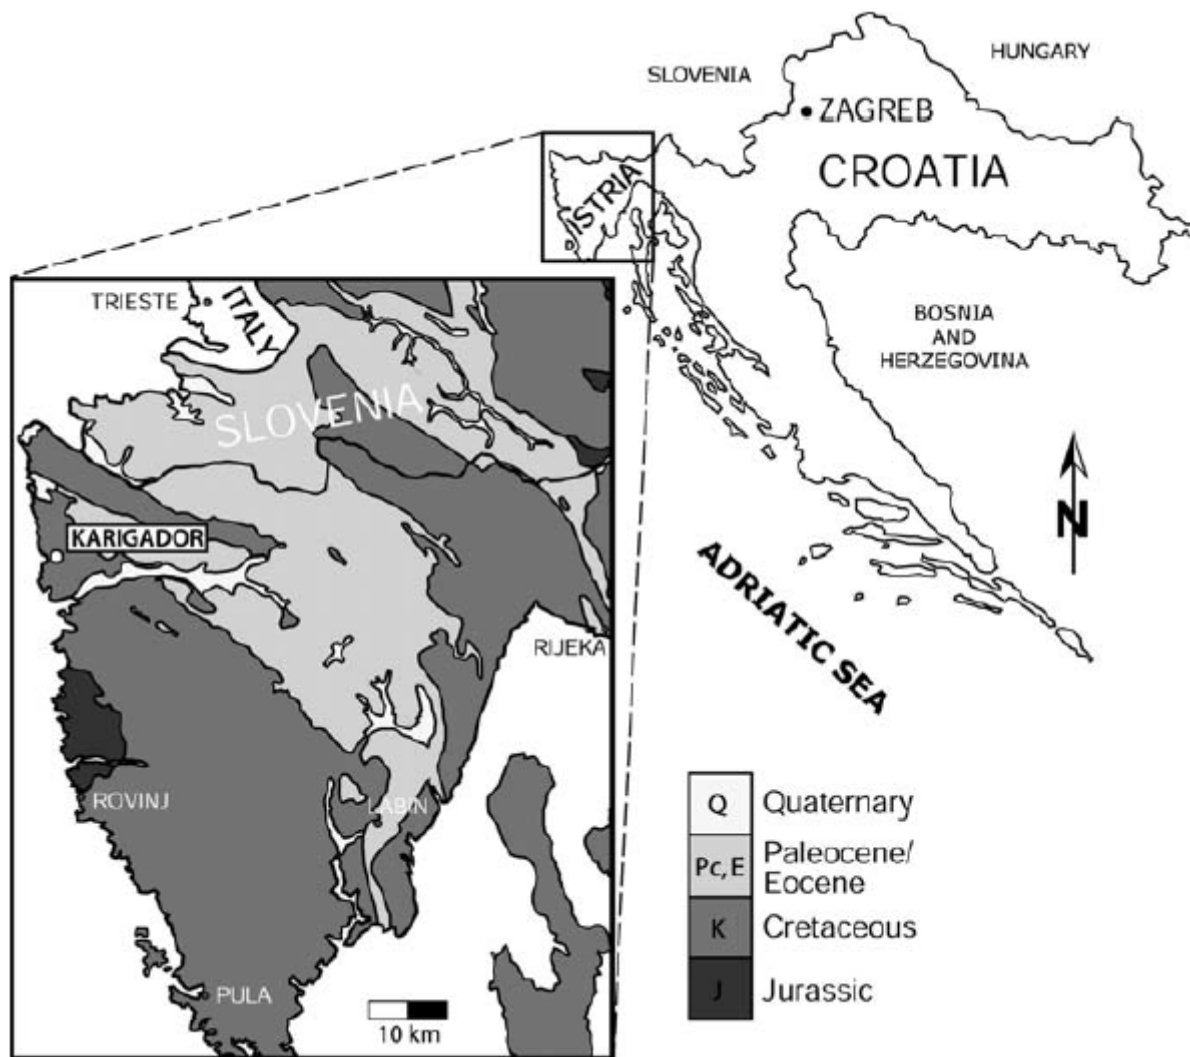 HUNGARY
SLOVENIA
ZAGREB
CROATIA
ISTRIA
BOSNIA
AND
HERZEGOVINA
TRIESTE
ITALY
SLOVENIA
KARIGADOR
RIJEKA
ROVINJ
LABIN
PULA
10 km
N
ADRIATIC SEA
Q Quaternary
Pc, E Paleocene/
Eocene
K Cretaceous
J Jurassic